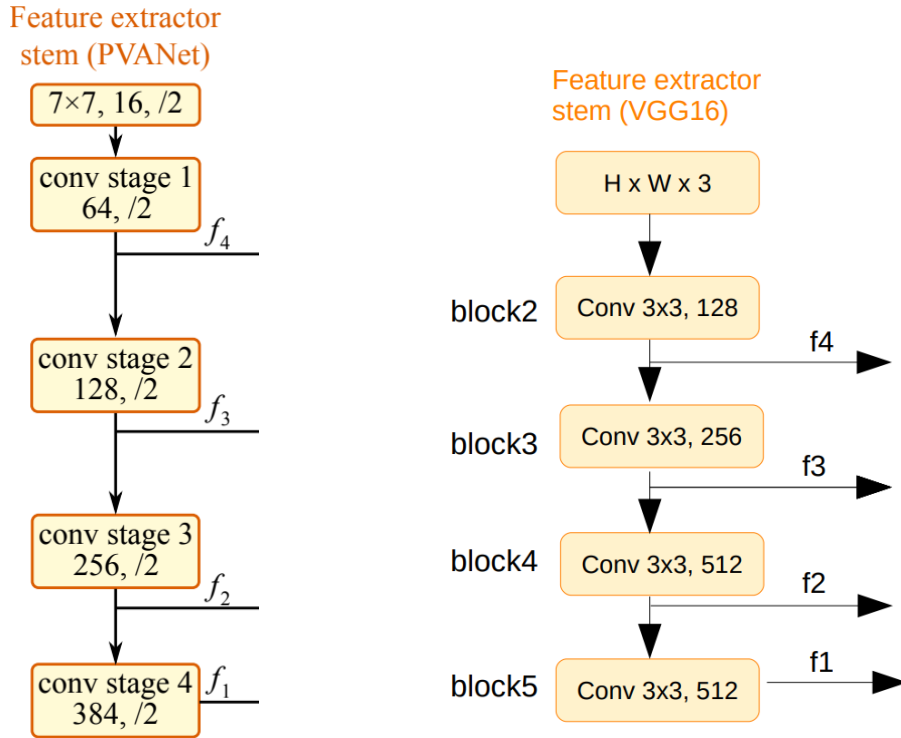 Feature extractor
stem (PVANet)
7×7, 16, /2
conv stage 1
64, /2
f4
conv stage 2
128, /2
f3
conv stage 3
256, /2
f2
conv stage 4
384, /2
f1
Feature extractor
stem (VGG16)
H x W x 3
block2
Conv 3x3, 128
f4
block3
Conv 3x3, 256
f3
block4
Conv 3x3, 512
f2
block5
Conv 3x3, 512
f1